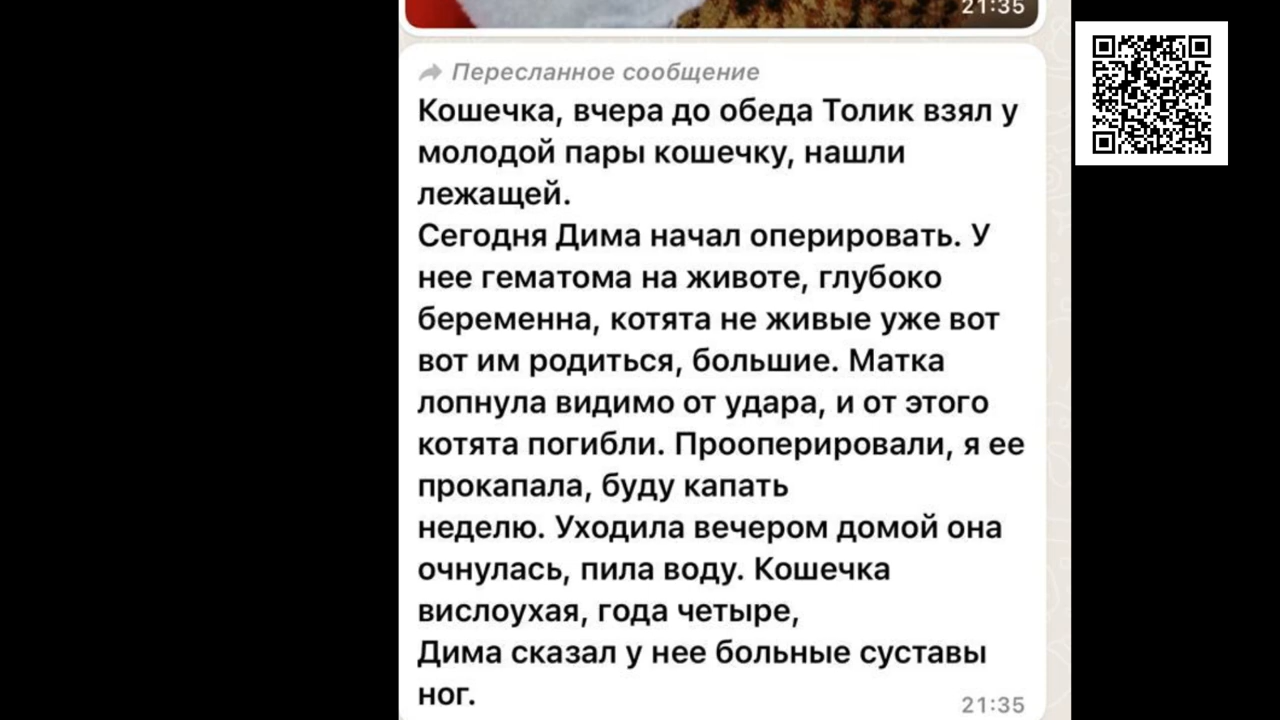 21:35
Пересланное сообщение
Кошечка, вчера до обеда Толик взял у
молодой пары кошечку, нашли
лежащей.
Сегодня Дима начал оперировать. У
нее гематома на животе, глубоко
беременна, котята не живые уже вот
вот им родиться, большие. Матка
лопнула видимо от удара, и от этого
котята погибли. Прооперировали, я ее
прокапала, буду капать
неделю. Уходила вечером домой она
очнулась, пила воду. Кошечка
вислоухая, года четыре,
Дима сказал у нее больные суставы
ног.
21:35